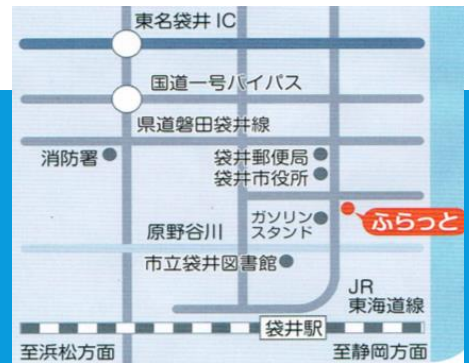 東名袋井IC
国道一号バイパス
県道磐田袋井線
消防署
袋井郵便局
袋井市役所
ふらっと
ガソリン
スタンド
原野谷川
市立袋井図書館
JR
東海道線
袋井駅
至浜松方面
至静岡方面